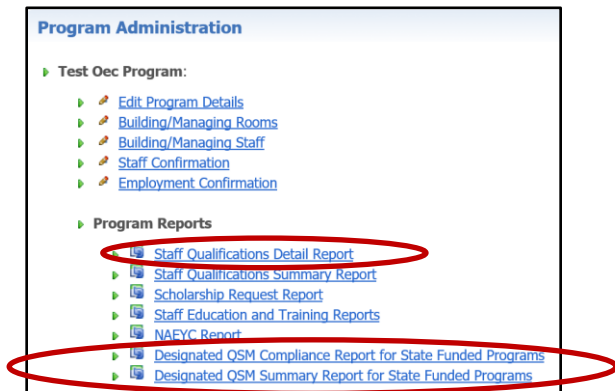 Program Administration
Test Oec Program:
Edit Program Details
Building/Managing Rooms
Building/Managing Staff
Staff Confirmation
Employment Confirmation
Program Reports
Staff Qualifications Detail Report
Staff Qualifications Summary Report
Scholarship Request Report
Staff Education and Training Reports
NAEYC Report
Designated QSM Compliance Report for State Funded Programs
Designated QSM Summary Report for State Funded Programs